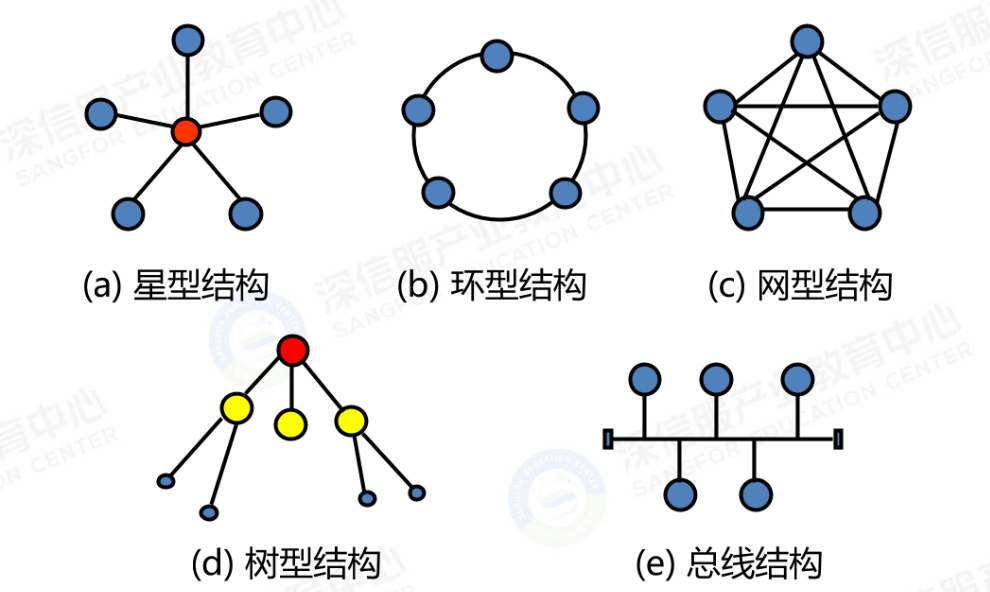 (a) 星型结构
(b) 环型结构
(c) 网型结构
(d) 树型结构
(e) 总线结构
深信服产业教育中心
SANGFOR EDUCATION CENTER